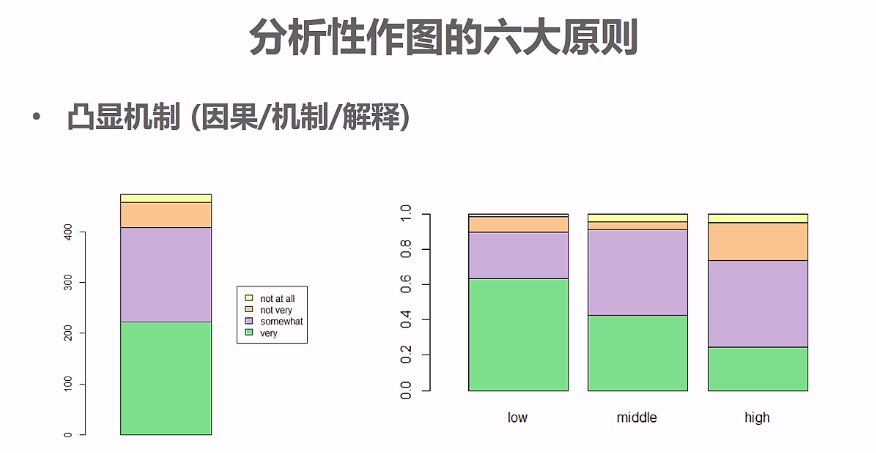 分析性作图的六大原则
• 凸显机制 (因果/机制/解释)
400
300
200
100
0
not at all
not very
somewhat
very
1.0
0.8
0.6
0.4
0.2
0.0
low middle high